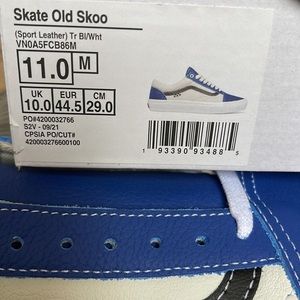 Skate Old Skoo
(Sport Leather) Tr Bl/Wht
VN0A5FCB86M
11.0 M
UK EUR CM
10.0 44.5 29.0
PO#4200032766
S2V - 09/21
CPSIA PO/CUT#
4200032766100
1 93390 93488 5